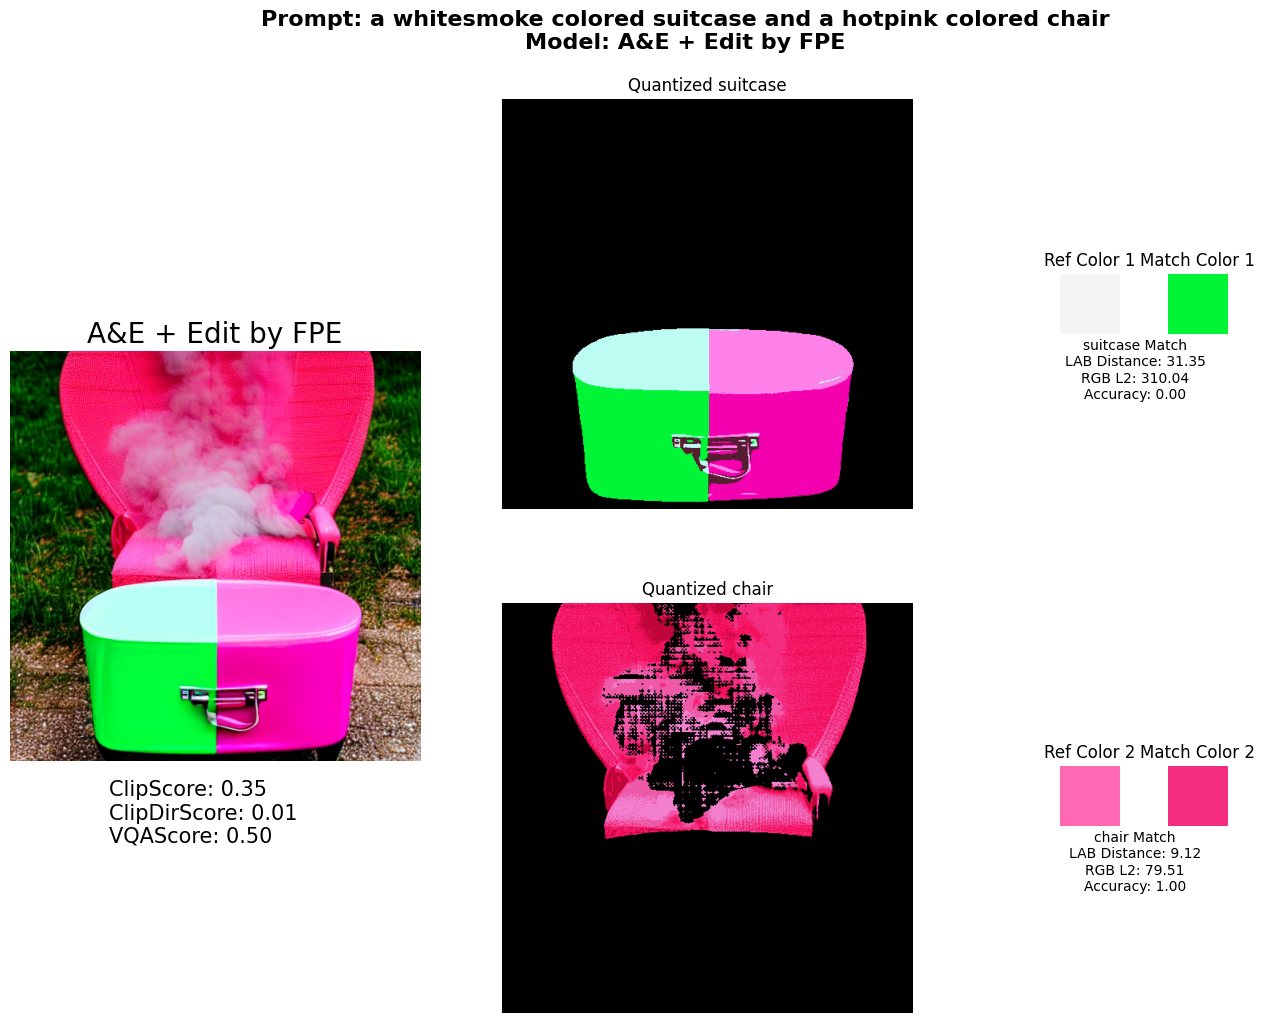 Prompt: a whitesmoke colored suitcase and a hotpink colored chair
Model: A&E + Edit by FPE
Quantized suitcase
Ref Color 1 Match Color 1
suitcase Match
LAB Distance: 31.35
RGB L2: 310.04
Accuracy: 0.00
A&E + Edit by FPE
ClipScore: 0.35
ClipDirScore: 0.01
VQAScore: 0.50
Quantized chair
Ref Color 2 Match Color 2
chair Match
LAB Distance: 9.12
RGB L2: 79.51
Accuracy: 1.00